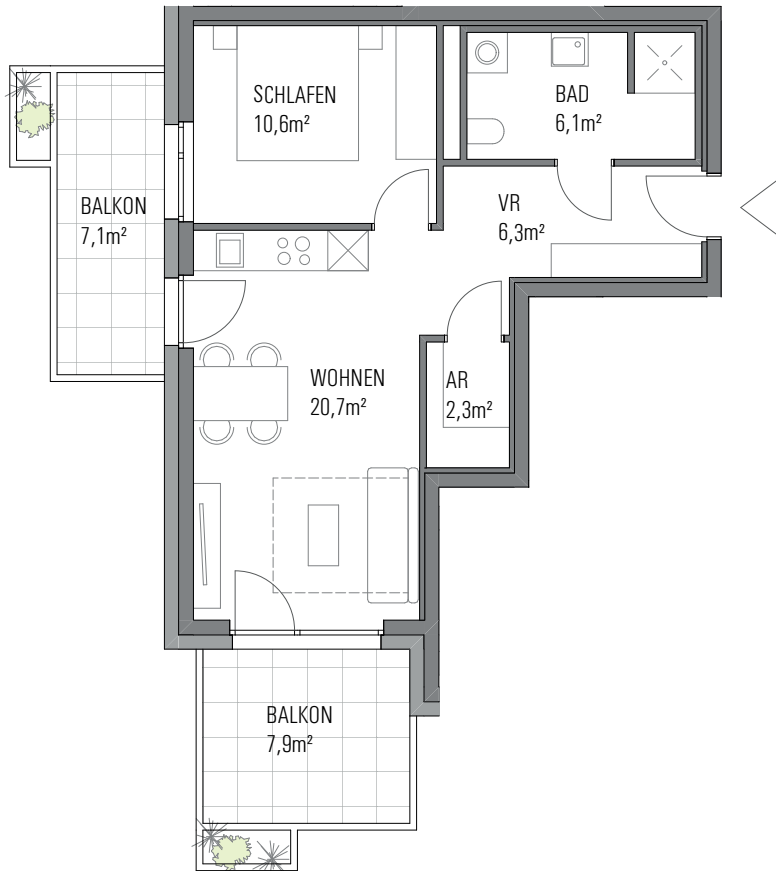 SCHLAFEN
10,6m²
BAD
6,1m²
BALKON
7,1m²
VR
6,3m²
WOHNEN
20,7m²
AR
2,3m²
BALKON
7,9m²